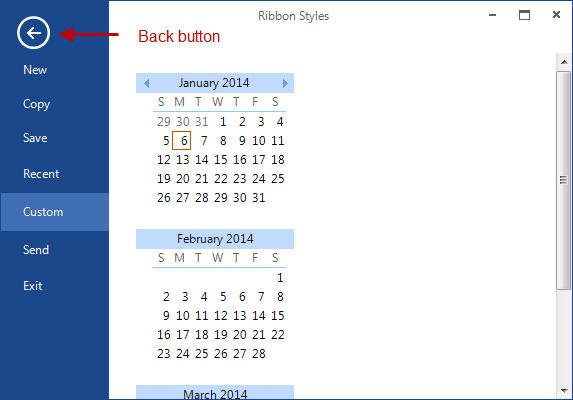 Ribbon Styles
Back button
New
Copy
Save
Recent
Custom
Send
Exit
January 2014
S M T W T F S
29 30 31 1 2 3 4
5 6 7 8 9 10 11
12 13 14 15 16 17 18
19 20 21 22 23 24 25
26 27 28 29 30 31
February 2014
S M T W T F S
1
2 3 4 5 6 7 8
9 10 11 12 13 14 15
16 17 18 19 20 21 22
23 24 25 26 27 28
March 2014